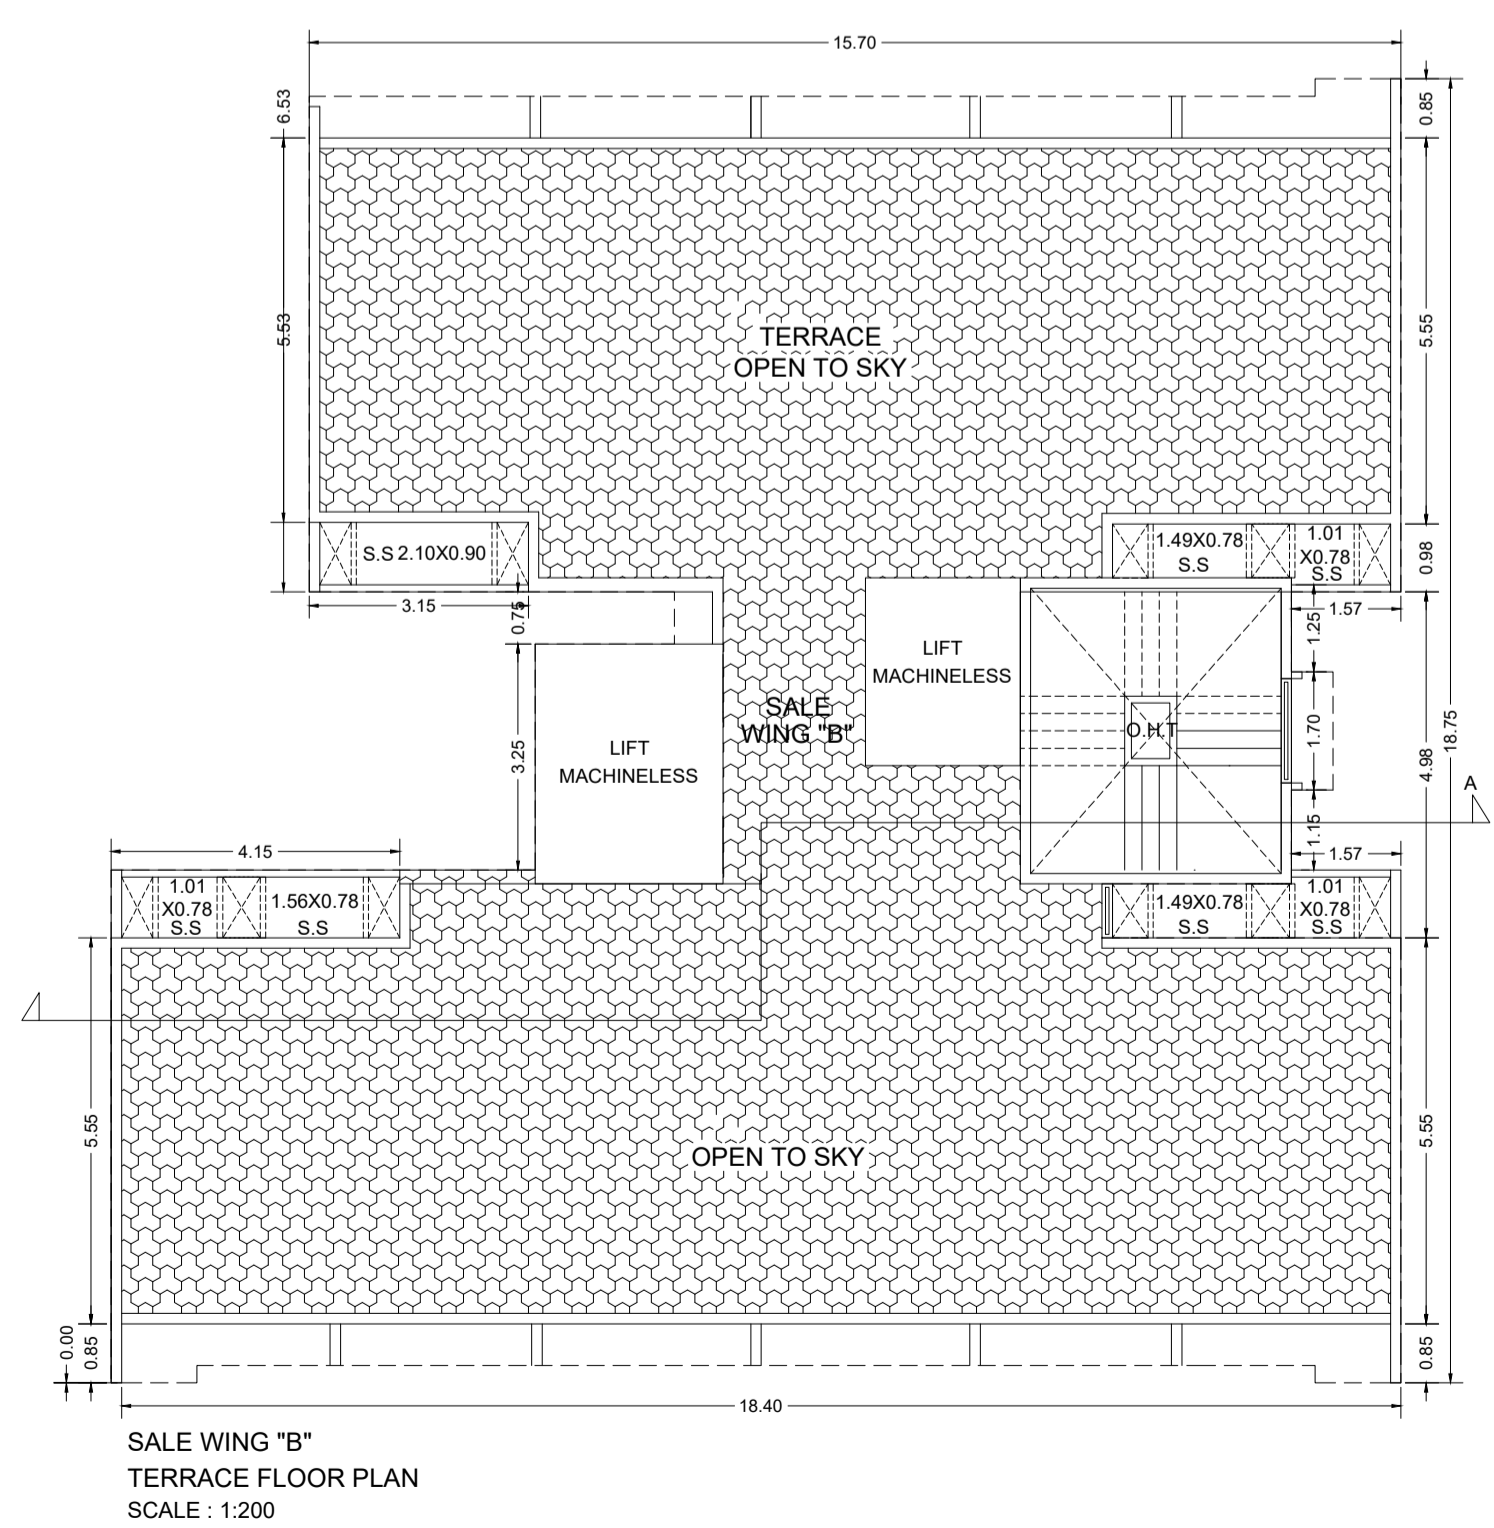 15.70
6.53
0.85
5.53
5.55
TERRACE
OPEN TO SKY
S.S 2.10X0.90
1.49X0.78
S.S
1.01
X0.78
S.S
0.98
3.15
0.75
1.57
1.25
LIFT
MACHINELESS
SALE
WING "B"
O.H.T
1.70
18.75
4.98
LIFT
MACHINELESS
3.25
A
1.15
4.15
1.57
1.01
X0.78
S.S
1.56X0.78
S.S
1.49X0.78
S.S
1.01
X0.78
S.S
5.55
5.55
OPEN TO SKY
0.00
0.85
0.85
18.40
SALE WING "B"
TERRACE FLOOR PLAN
SCALE : 1:200